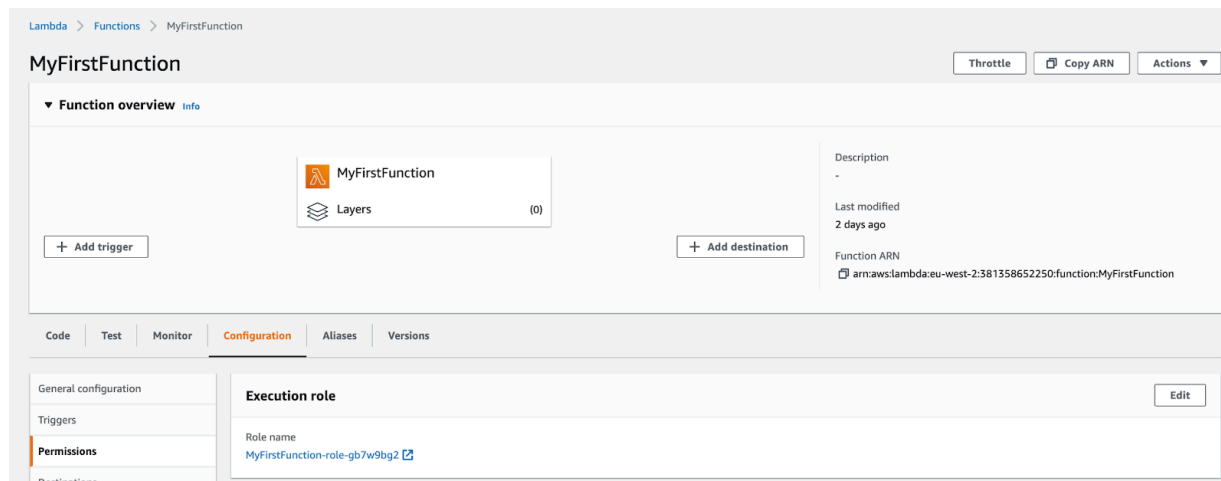 Lambda > Functions > MyFirstFunction
MyFirstFunction
Throttle Copy ARN Actions ▼
▼ Function overview Info
MyFirstFunction
Layers (0)
+ Add trigger
+ Add destination
Description
-
Last modified
2 days ago
Function ARN
arn:aws:lambda:eu-west-2:381358652250:function:MyFirstFunction
Code Test Monitor Configuration Aliases Versions
General configuration
Triggers
Permissions
Destinations
Execution role Edit
Role name
MyFirstFunction-role-gb7w9bg2